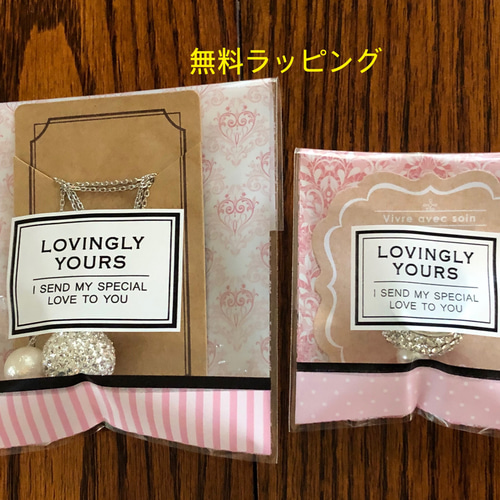 無料ラッピング
LOVINGLY
YOURS
I SEND MY SPECIAL
LOVE TO YOU
Vivre avec soin
LOVINGLY
YOURS
I SEND MY SPECIAL
LOVE TO YOU